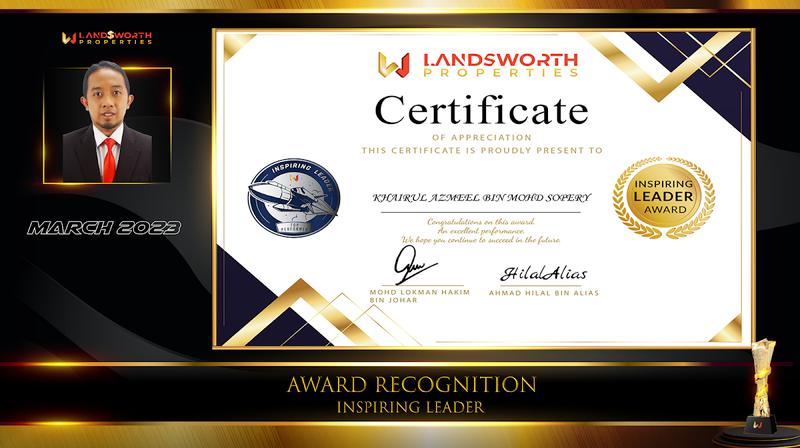 LANDSWORTH
PROPERTIES
MARCH 2023
LANDSWORTH
PROPERTIES
Certificate
OF APPRECIATION
THIS CERTIFICATE IS PROUDLY PRESENT TO
INSPIRING LEADER
TOP
PERFORMER
KHAIRUL AZMEEL BIN MOHD SOPERY
INSPIRING
LEADER
AWARD
Congratulations on this award.
An excellent performance.
We hope you continue to succeed in the future.
HilalAlias
MOHD LOKMAN HAKIM
BIN JOHAR
AHMAD HILAL BIN ALIAS
AWARD RECOGNITION
INSPIRING LEADER